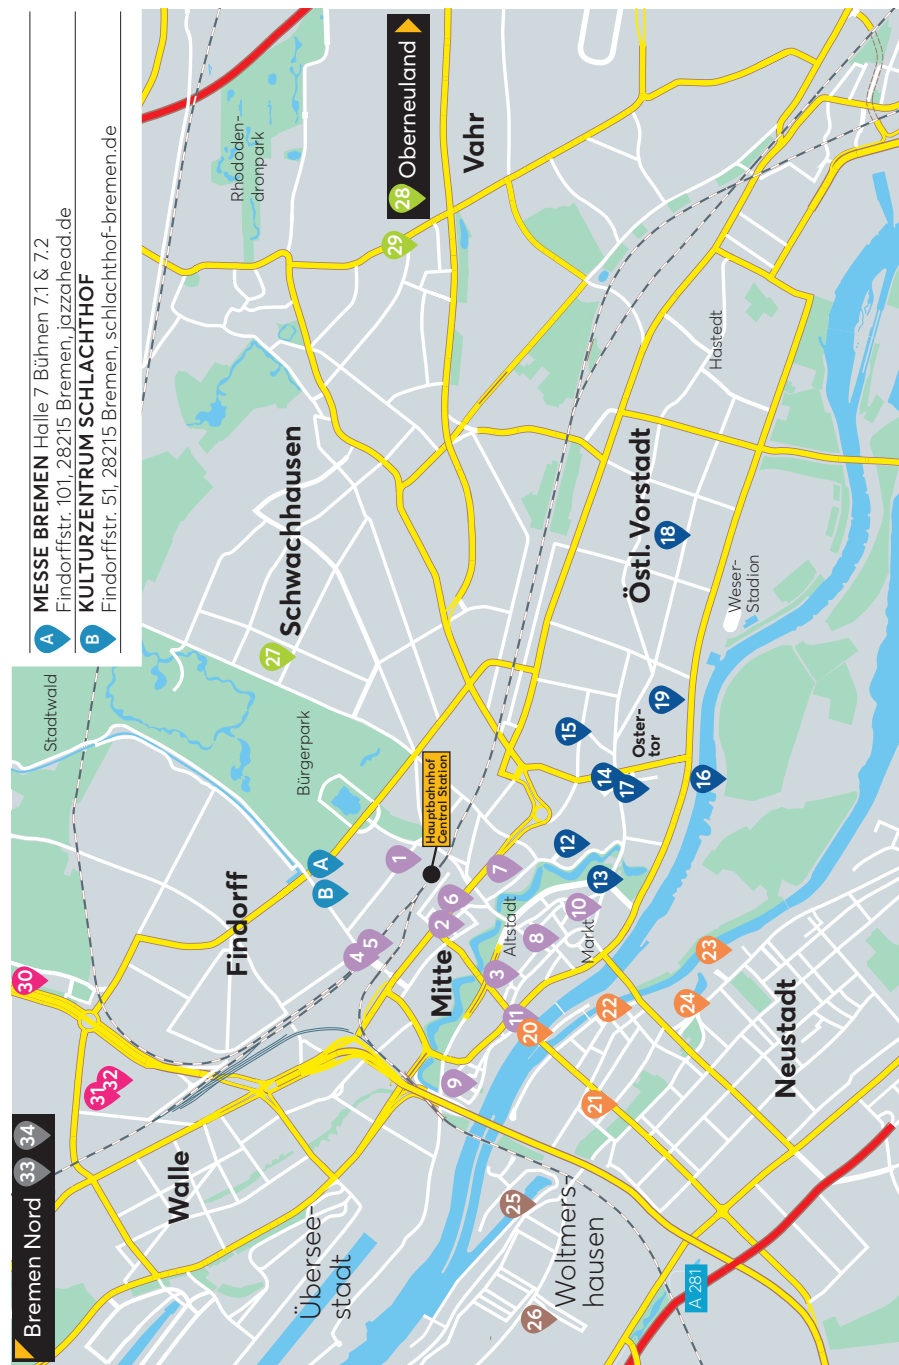 A MESSE BREMEN Halle 7 Bühnen 7.1 & 7.2
Findorffstr. 101, 28215 Bremen, jazzahead.de
B KULTURZENTRUM SCHLACHTHOF
Findorffstr. 51, 28215 Bremen, schlachthof-bremen.de
Bremen Nord 33 34
30
31
32
Stadtwald
Rhododen-
dronpark
Walle
Findorff
Bürgerpark
27
Schwachhausen
29
28 Oberneuland
Vahr
A
B
1
Hauptbahnhof
Central Station
4
5
2
6
7
Mitte
3
Altstadt
8
Markt
10
11
9
12
13
14
17
15
Oster-
tor
19
16
Östl. Vorstadt
18
Weser-
Stadion
Hastedt
Übersee-
stadt
25
26
Woltmers-
hausen
20
21
22
23
24
Neustadt
A 281